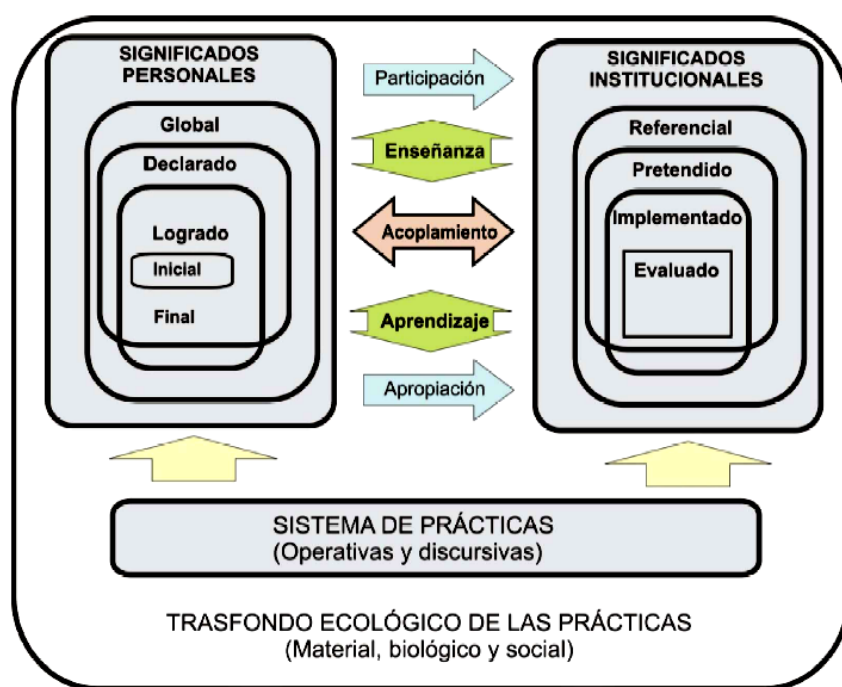 SIGNIFICADOS
PERSONALES
Global
Declarado
Logrado
Inicial
Final
Participación
Enseñanza
Acoplamiento
Aprendizaje
Apropiación
SIGNIFICADOS
INSTITUCIONALES
Referencial
Pretendido
Implementado
Evaluado
SISTEMA DE PRÁCTICAS
(Operativas y discursivas)
TRASFONDO ECOLÓGICO DE LAS PRÁCTICAS
(Material, biológico y social)